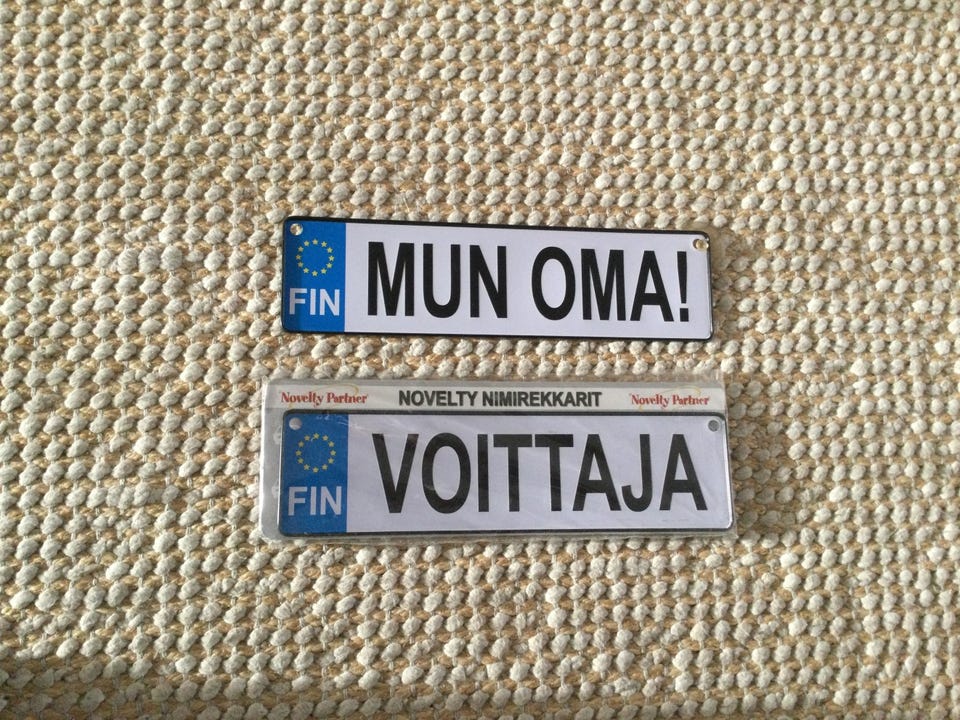 FIN MUN OMA!
Novelty Partner NOVELTY NIMIREKKARIT Novelty Partner
FIN VOITTAJA